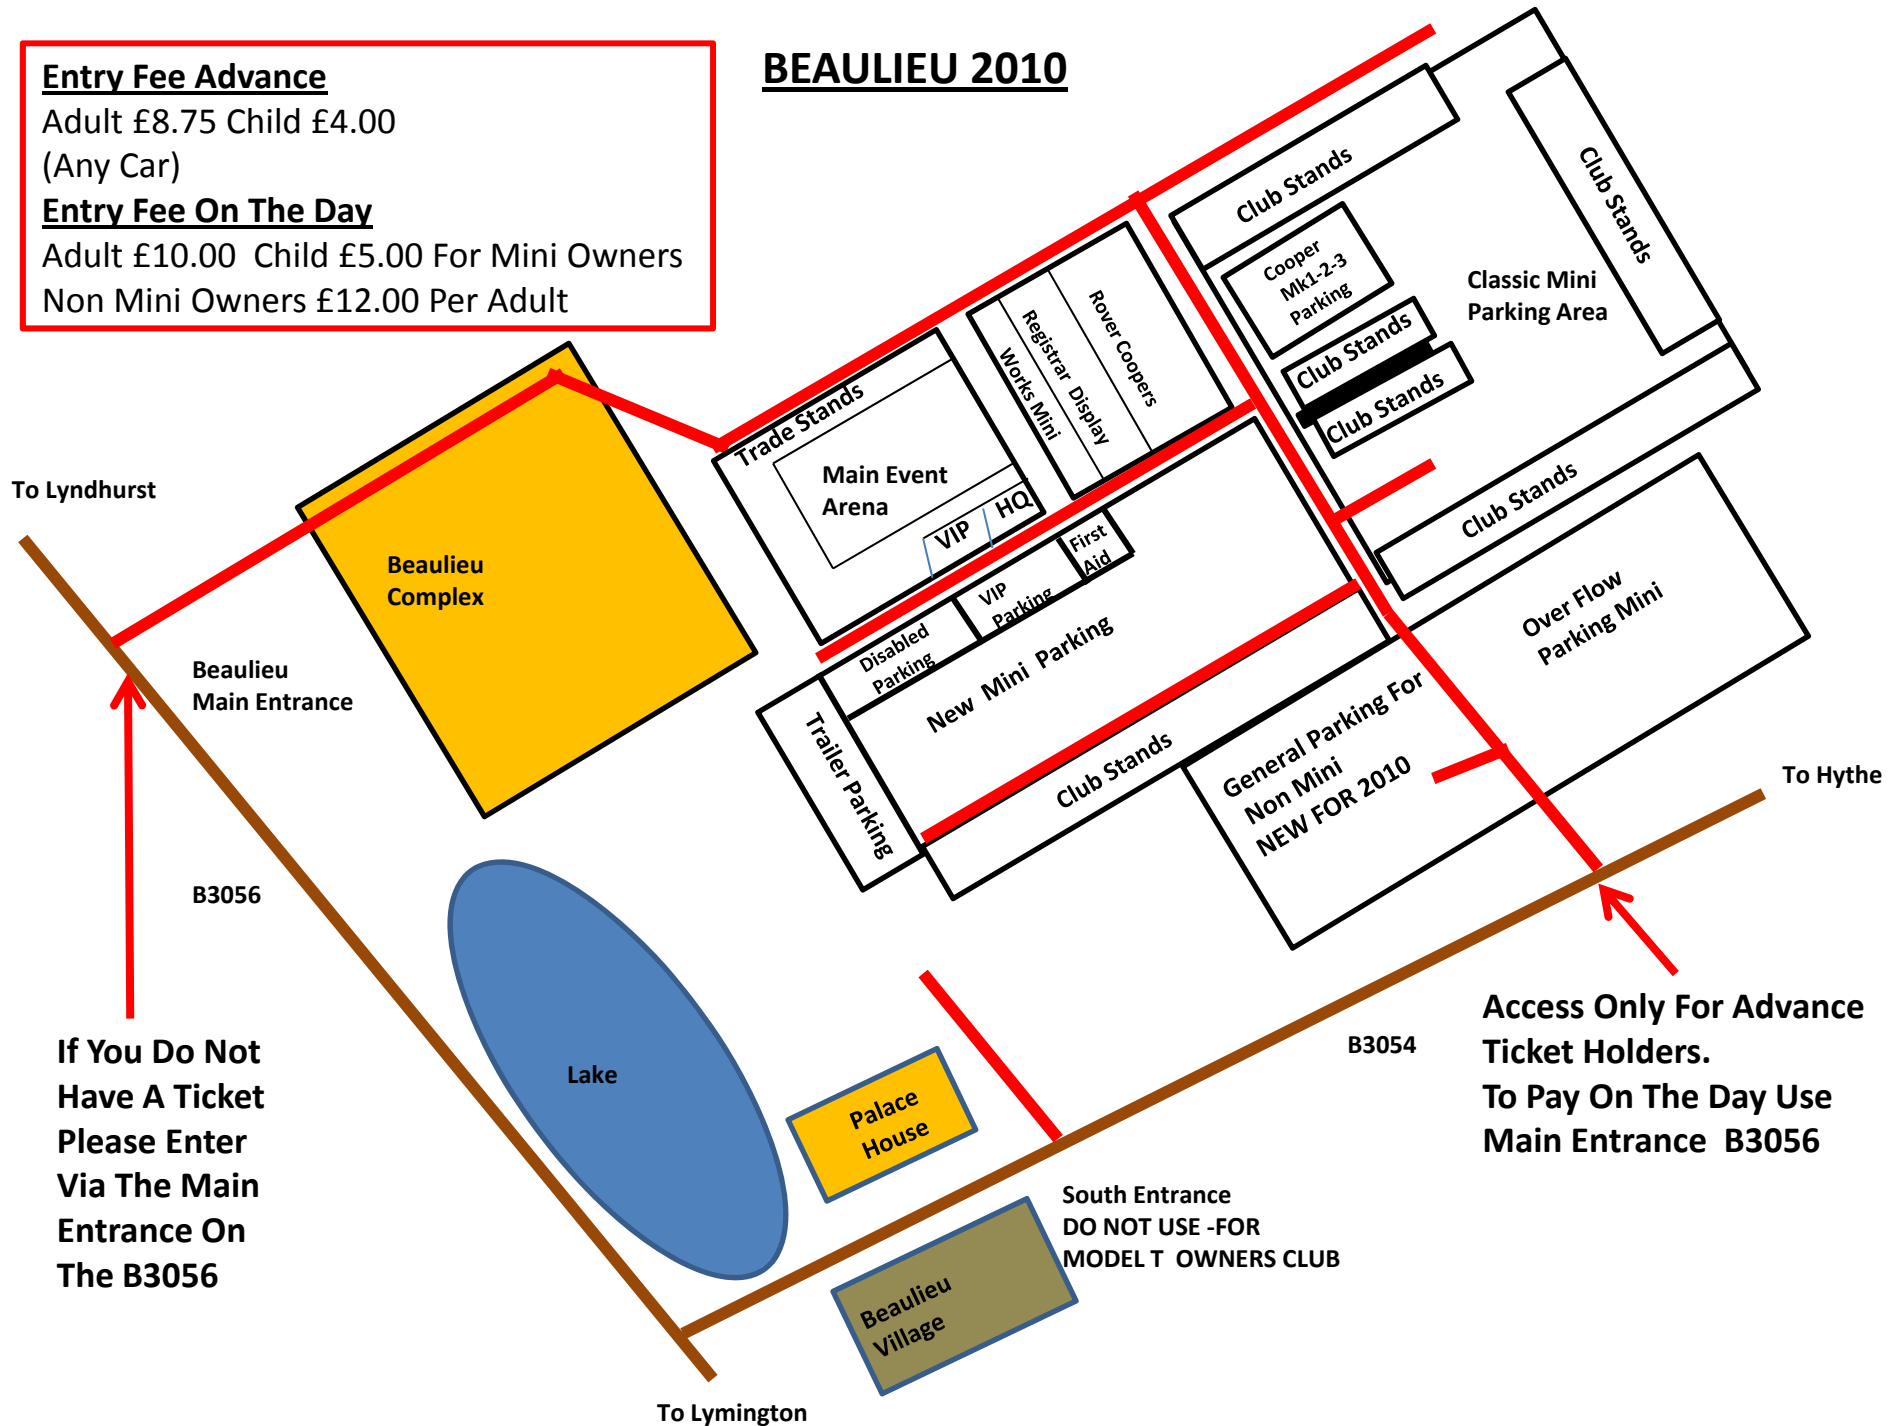 BEAULIEU 2010
Entry Fee Advance
Adult £8.75 Child £4.00
(Any Car)
Entry Fee On The Day
Adult £10.00 Child £5.00 For Mini Owners
Non Mini Owners £12.00 Per Adult
Club Stands
Club Stands
Cooper
Mk1-2-3
Parking
Classic Mini
Parking Area
Club Stands
Club Stands
Club Stands
Rover Coopers
Registrar Display
Works Mini
Trade Stands
Main Event
Arena
VIP
HQ
First
Aid
VIP
Parking
Disabled
Parking
New Mini Parking
Trailer Parking
Club Stands
General Parking For
Non Mini
NEW FOR 2010
Over Flow
Parking Mini
To Lyndhurst
Beaulieu
Complex
Beaulieu
Main Entrance
To Hythe
B3056
Lake
Palace
House
B3054
If You Do Not
Have A Ticket
Please Enter
Via The Main
Entrance On
The B3056
Access Only For Advance
Ticket Holders.
To Pay On The Day Use
Main Entrance B3056
South Entrance
DO NOT USE -FOR
MODEL T OWNERS CLUB
Beaulieu
Village
To Lymington